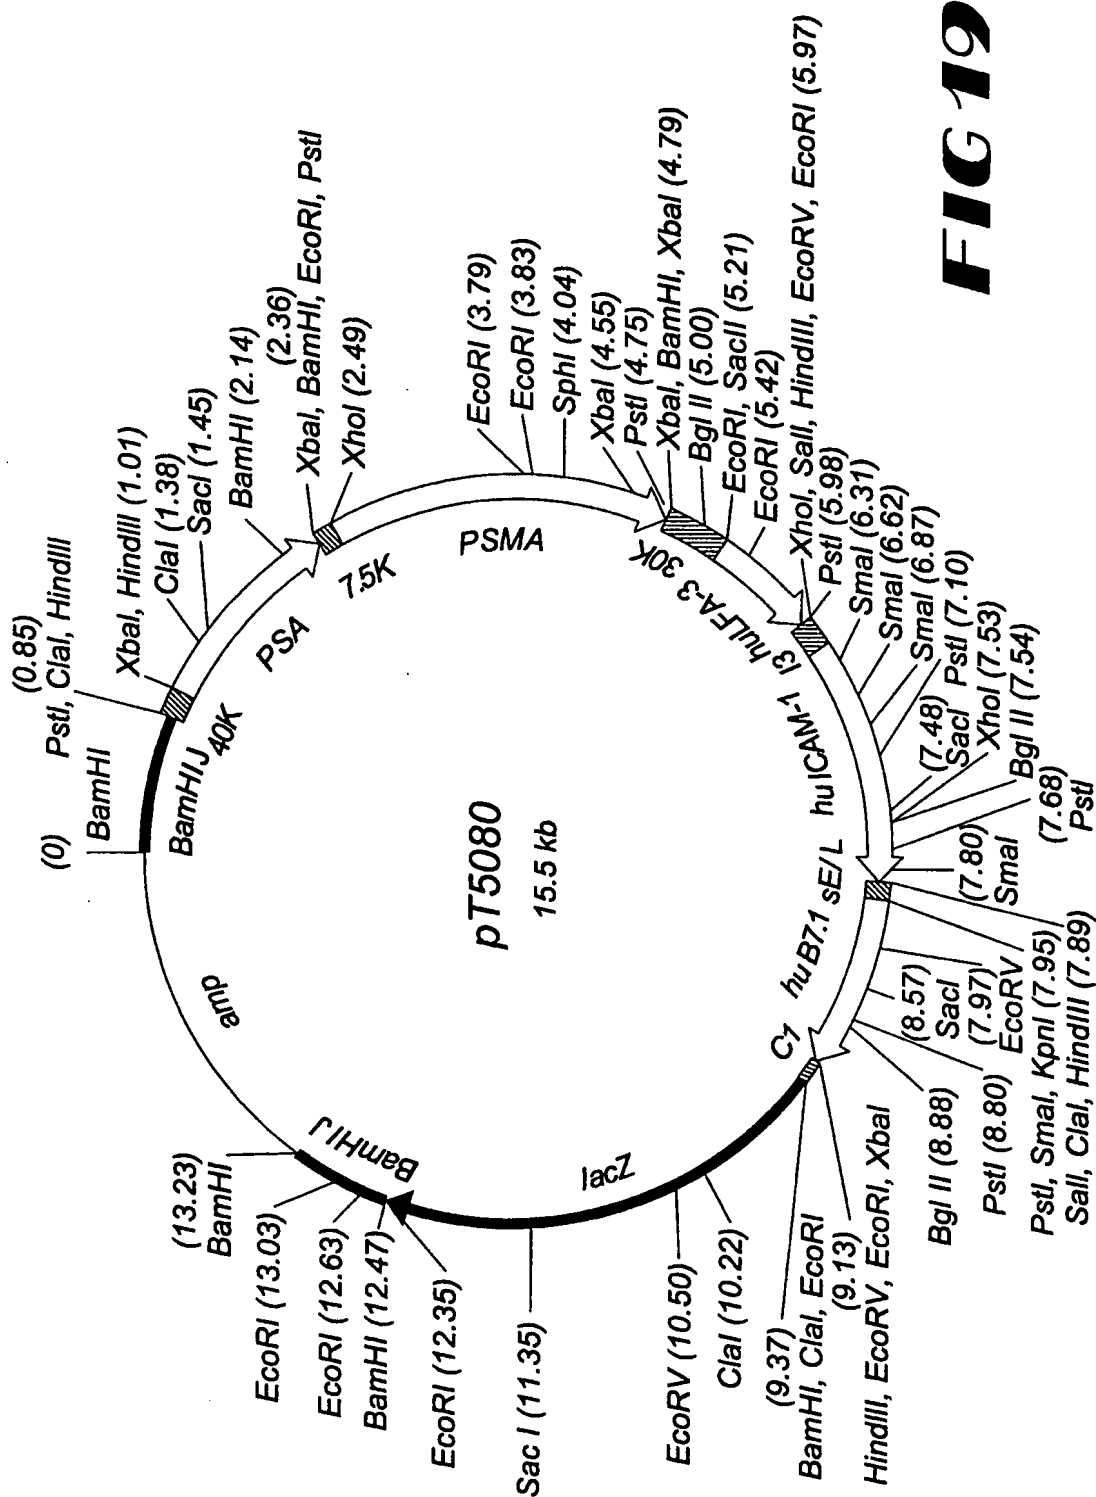 (0)
BamHI
(0.85)
PstI, ClaI, HindIII
XbaI, HindIII (1.01)
ClaI (1.38)
SacI (1.45)
BamHI (2.14)
(2.36)
XbaI, BamHI, EcoRI, PstI
XhoI (2.49)
EcoRI (3.79)
EcoRI (3.83)
SphI (4.04)
XbaI (4.55)
PstI (4.75)
XbaI, BamHI, XbaI (4.79)
Bgl II (5.00)
EcoRI, SacII (5.21)
EcoRI (5.42)
XhoI, SalI, HindIII, EcoRV, EcoRI (5.97)
PstI (5.98)
SmaI (6.31)
SmaI (6.62)
SmaI (6.87)
PstI (7.10)
(7.48)
SacI
XhoI (7.53)
Bgl II (7.54)
(7.68)
PstI
(7.80)
SmaI
SalI, ClaI, HindIII (7.89)
PstI, SmaI, KpnI (7.95)
(7.97)
EcoRV
(8.57)
SacI
PstI (8.80)
Bgl II (8.88)
(9.13)
HindIII, EcoRV, EcoRI, XbaI
(9.37)
BamHI, ClaI, EcoRI
ClaI (10.22)
EcoRV (10.50)
Sac I (11.35)
EcoRI (12.35)
BamHI (12.47)
EcoRI (12.63)
EcoRI (13.03)
(13.23)
BamHI
BamHI J
40K
PSA
7.5K
PSMA
30K
huLFA-3
I3
huICAM-1
sE/L
huB7.1
C1
lacZ
BamHI J
amp
pT5080
15.5 kb
FIG 19